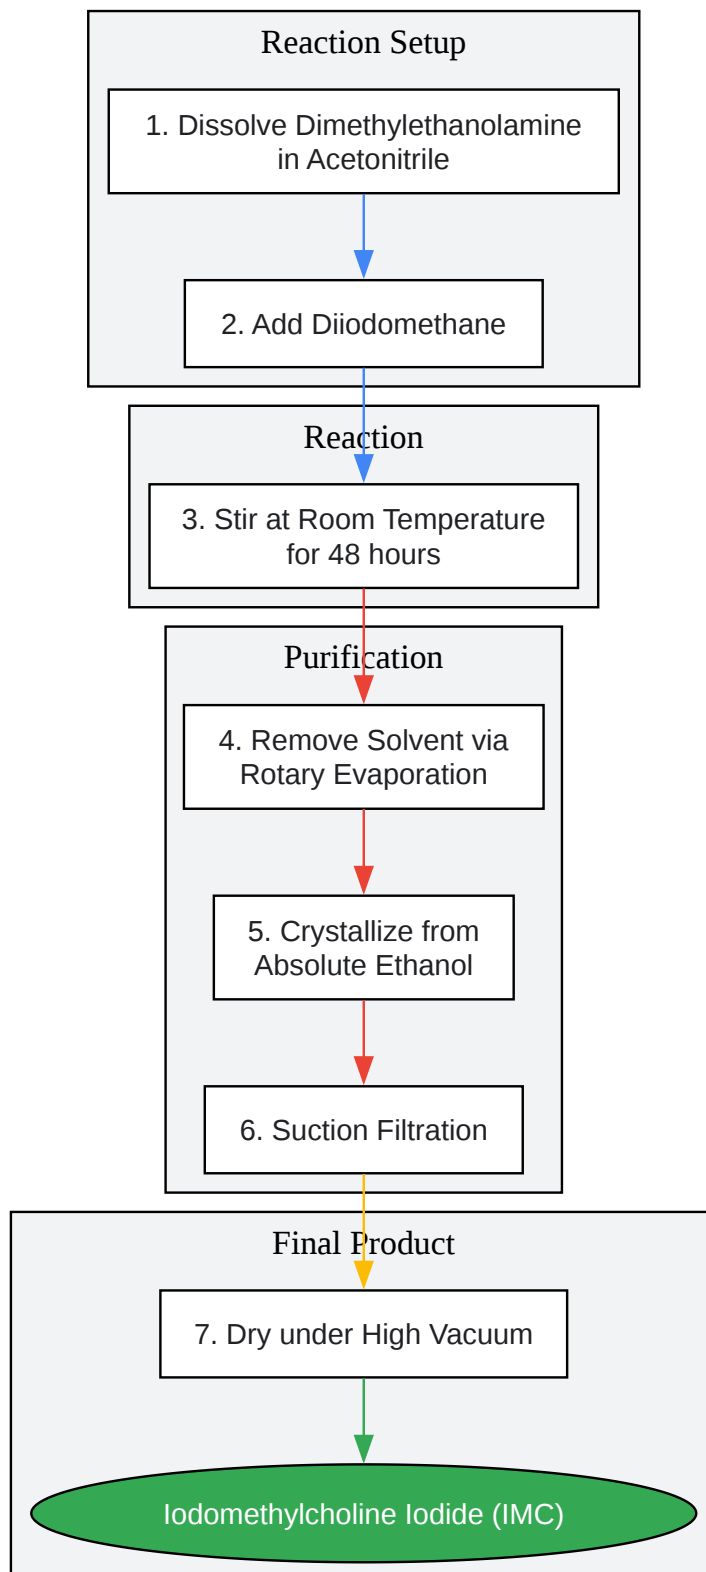 Reaction Setup
1. Dissolve Dimethylethanolamine
in Acetonitrile
2. Add Diiodomethane
Reaction
3. Stir at Room Temperature
for 48 hours
Purification
4. Remove Solvent via
Rotary Evaporation
5. Crystallize from
Absolute Ethanol
6. Suction Filtration
Final Product
7. Dry under High Vacuum
Iodomethylcholine Iodide (IMC)